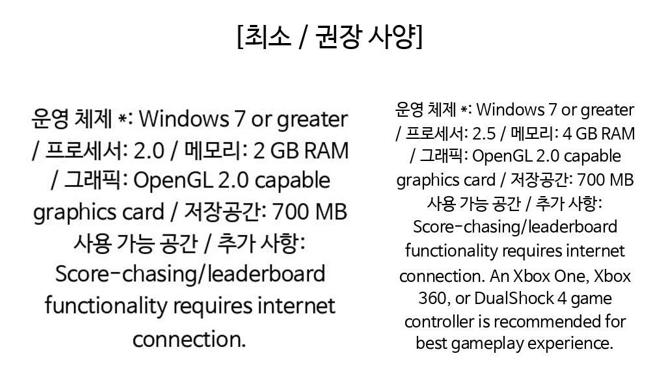 [최소 / 권장 사양]
운영 체제 *: Windows 7 or greater
/ 프로세서: 2.0 / 메모리: 2 GB RAM
/ 그래픽: OpenGL 2.0 capable
graphics card / 저장공간: 700 MB
사용 가능 공간 / 추가 사항:
Score-chasing/leaderboard
functionality requires internet
connection.
운영 체제 *: Windows 7 or greater
/ 프로세서: 2.5 / 메모리: 4 GB RAM
/ 그래픽: OpenGL 2.0 capable
graphics card / 저장공간: 700 MB
사용 가능 공간 / 추가 사항:
Score-chasing/leaderboard
functionality requires internet
connection. An Xbox One, Xbox
360, or DualShock 4 game
controller is recommended for
best gameplay experience.